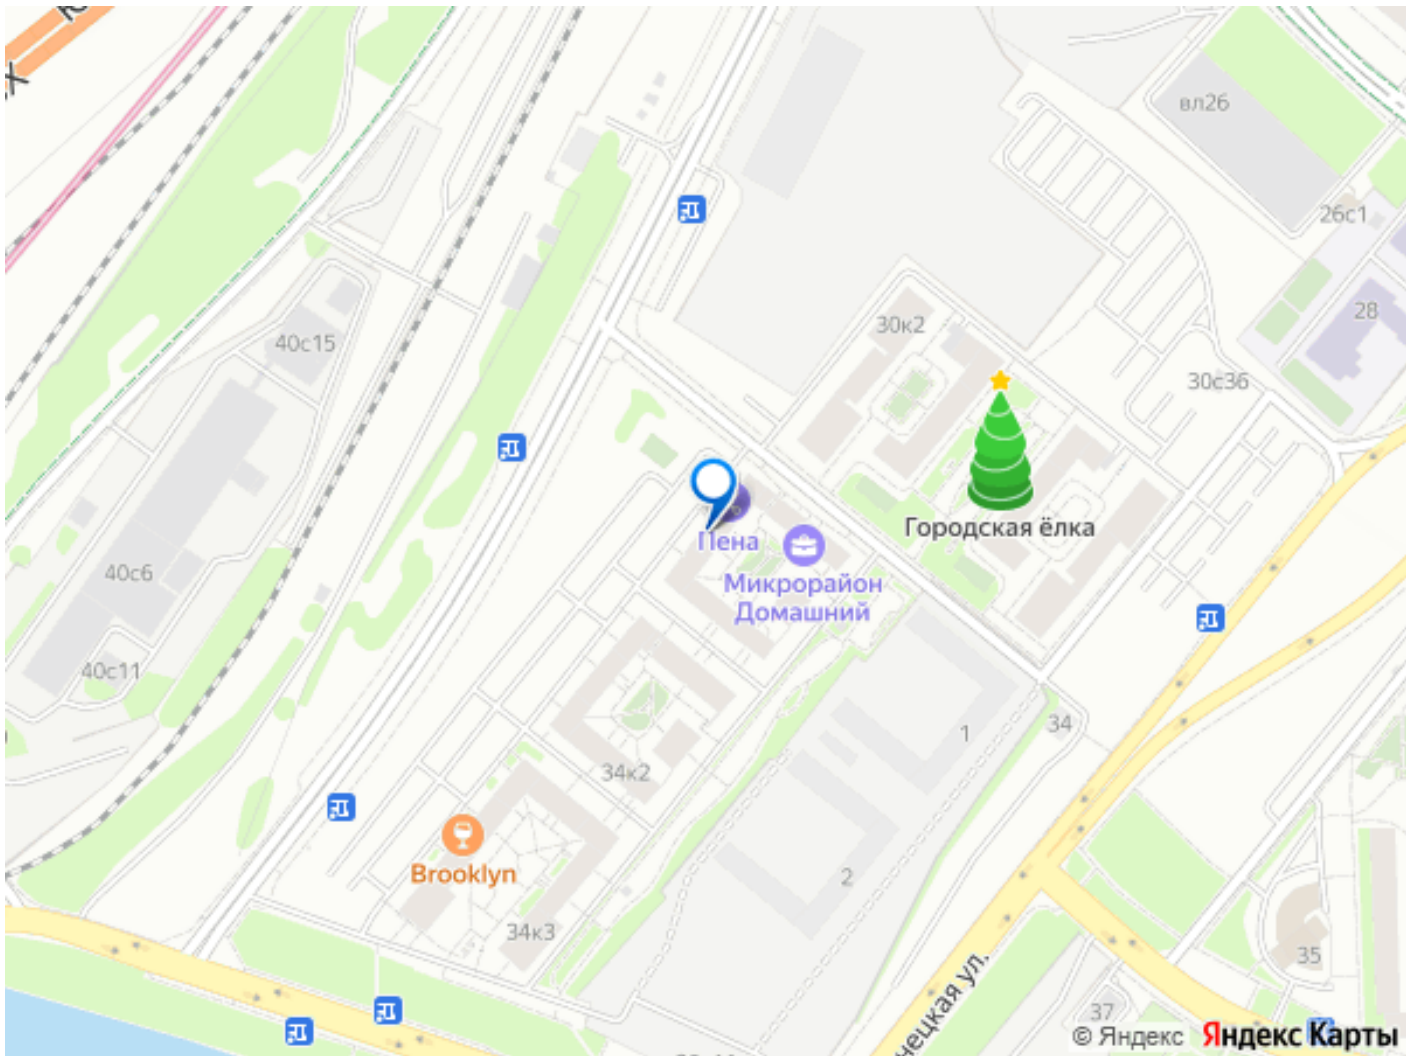 вл26
26с1
28
30к2
40с15
30с36
Городская ёлка
Пена
Микрорайон
Домашний
40с6
40с11
34
1
34к2
2
Brooklyn
34к3
35
37
© Яндекс
Яндекс Карты